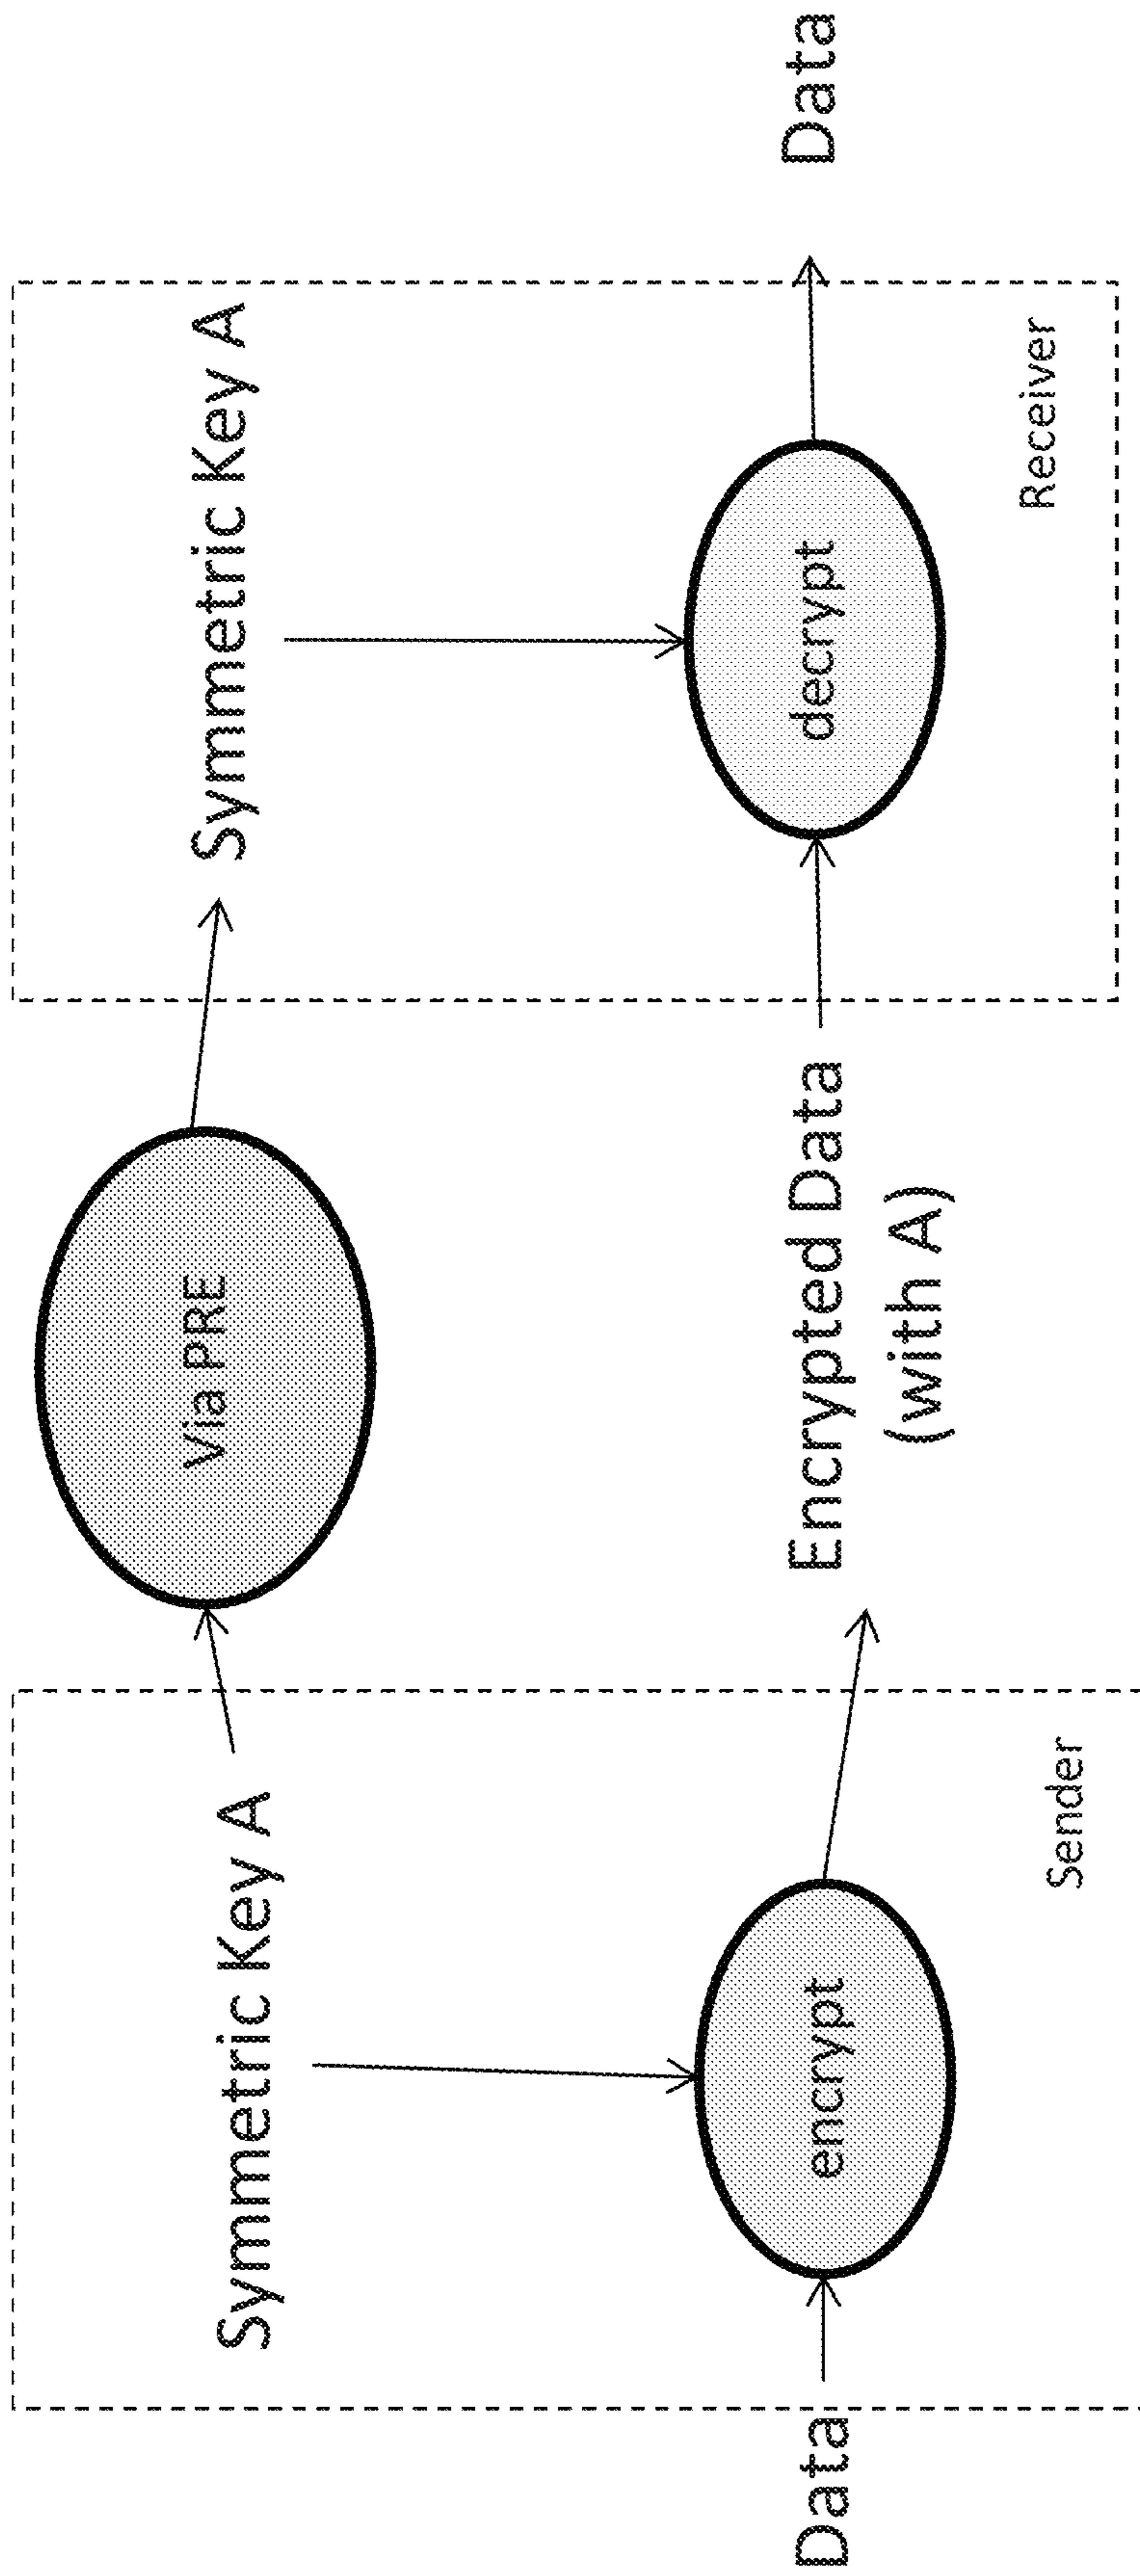 Symmetric Key A
Via PRE
Symmetric Key A
Data
encrypt
Encrypted Data
(with A)
decrypt
Data
Sender
Receiver